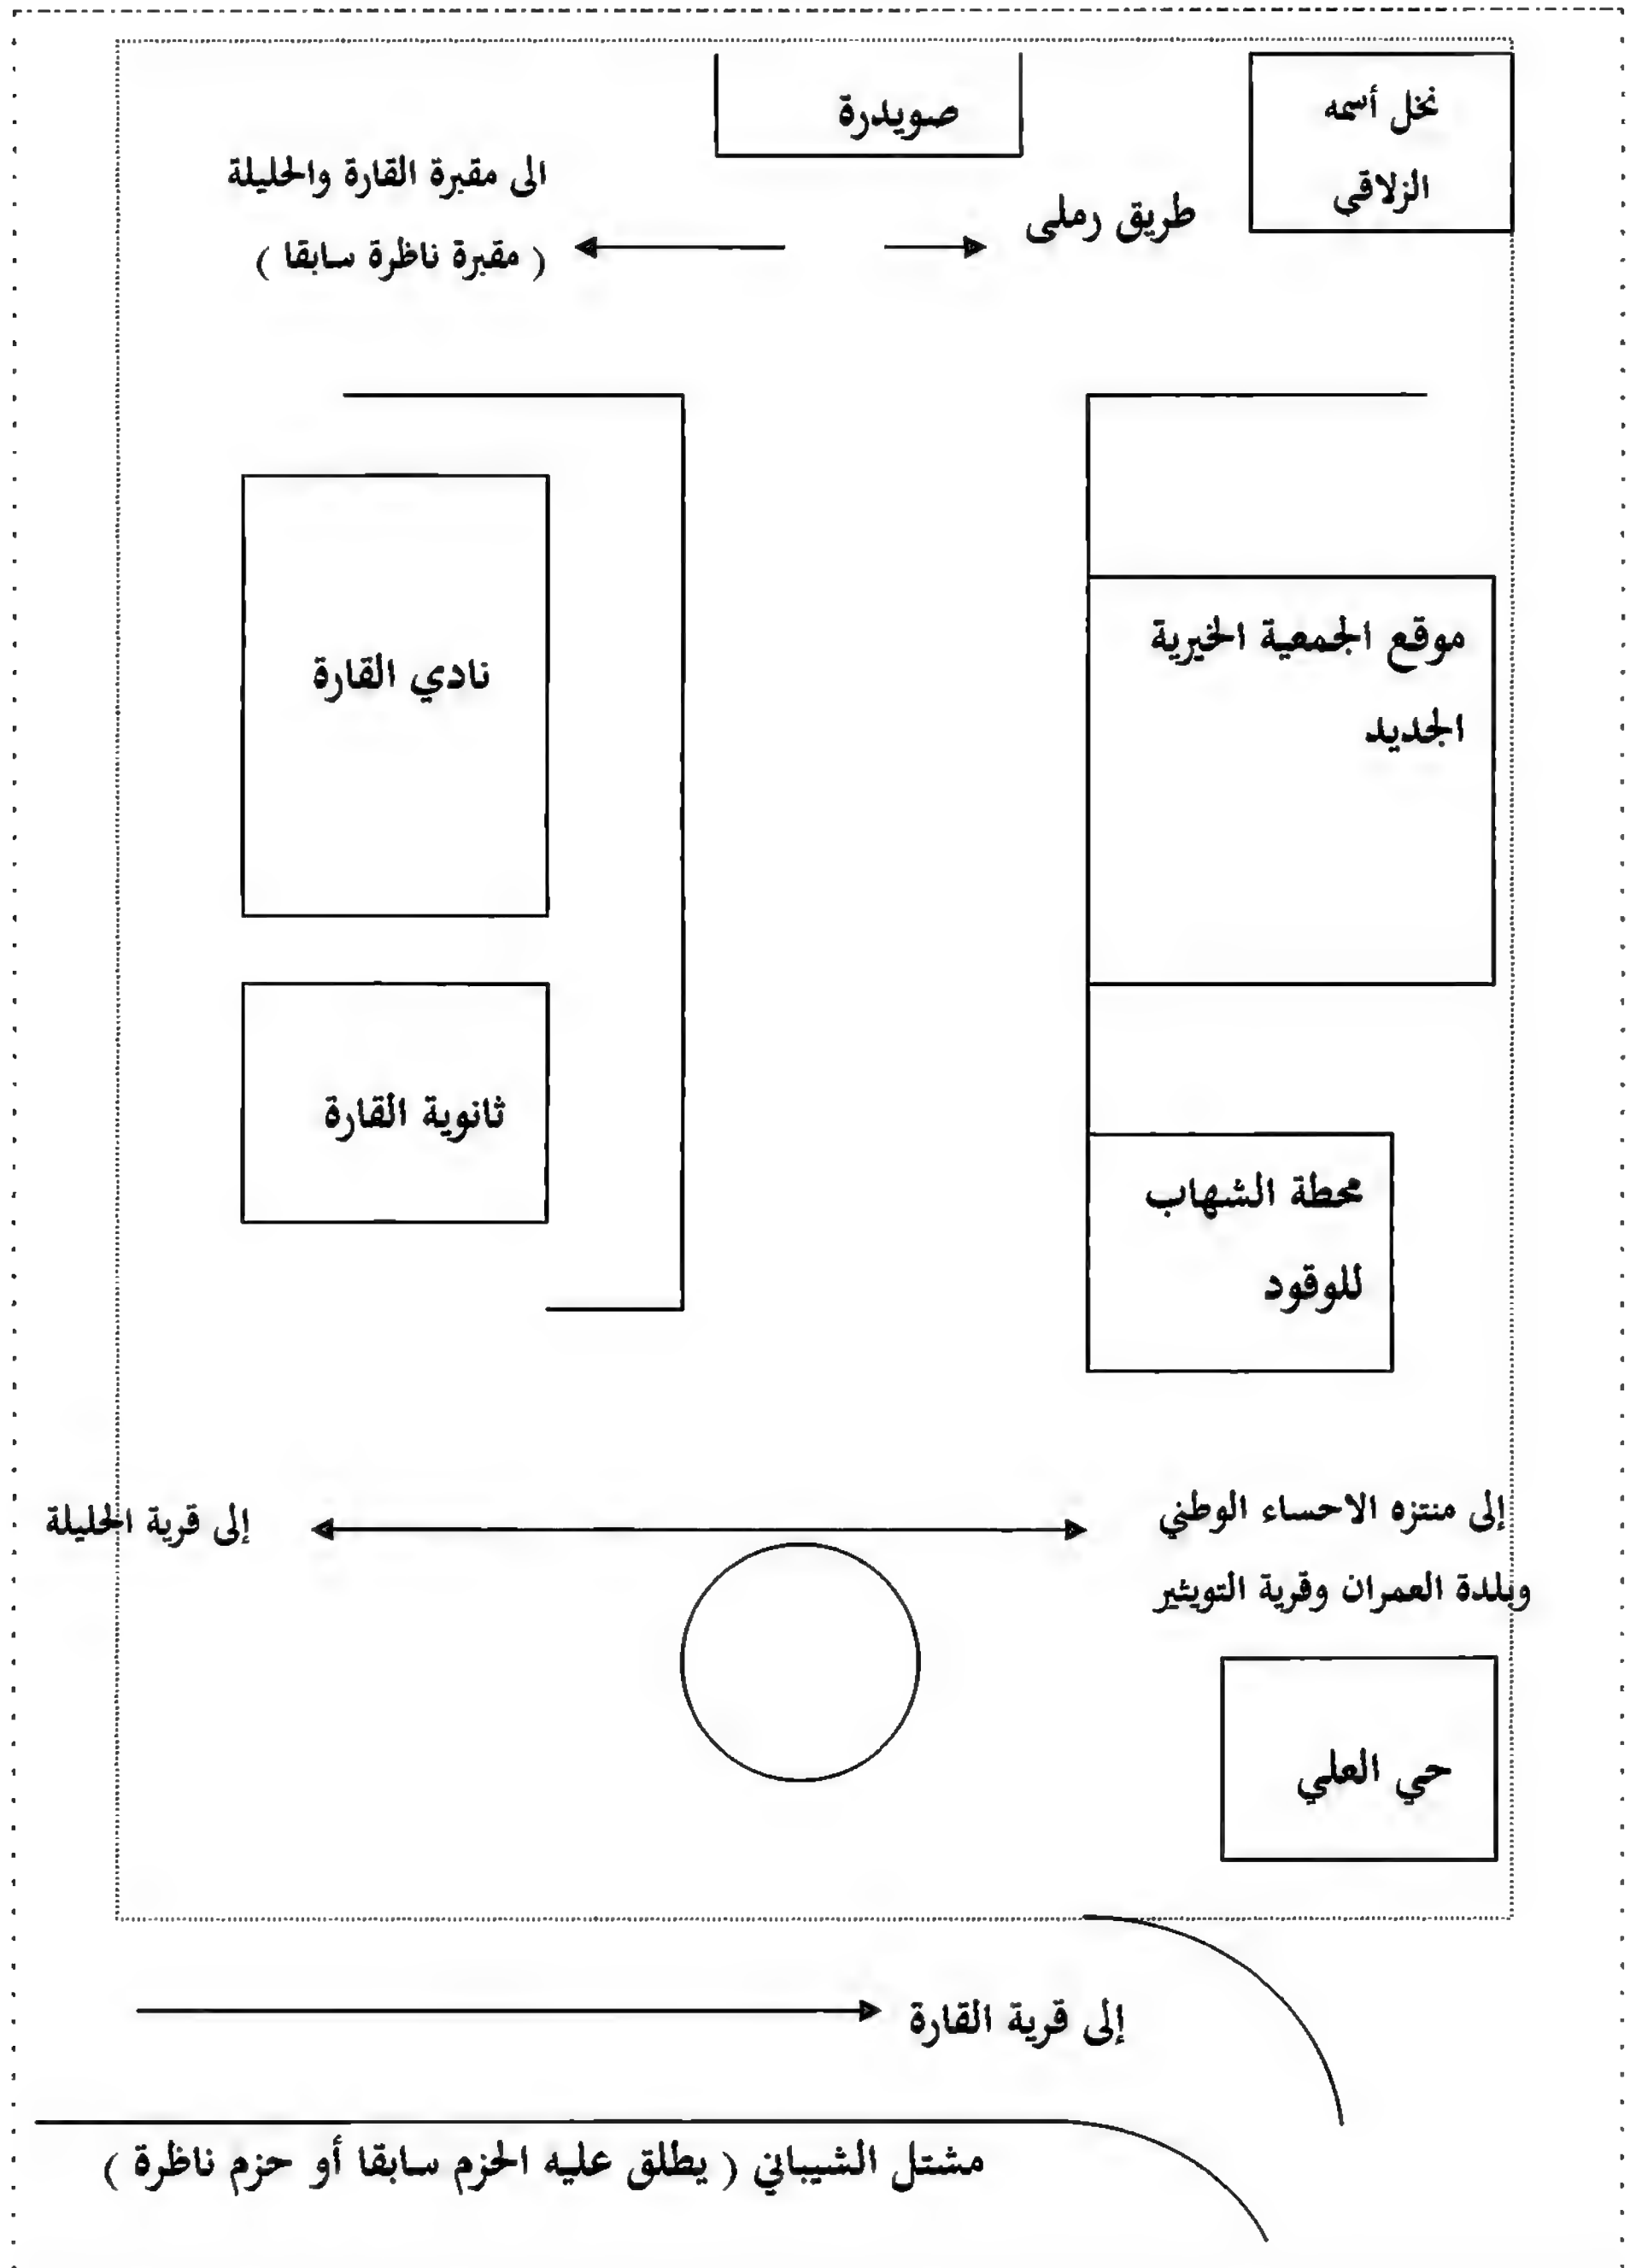 نخل أسمه
الزلاقي
صويدرة
طريق رملى
الى مقبرة القارة والحليلة
( مقبرة ناظرة سابقا )
موقع الجمعية الخيرية
الجديد
نادي القارة
ثانوية القارة
محطة الشهاب
للوقود
إلى منتزه الاحساء الوطني
وبلدة العمران وقرية التويثير
إلى قرية الحليلة
حي العلي
إلى قرية القارة
مشتل الشيباني ( يطلق عليه الحزم سابقا أو حزم ناظرة )